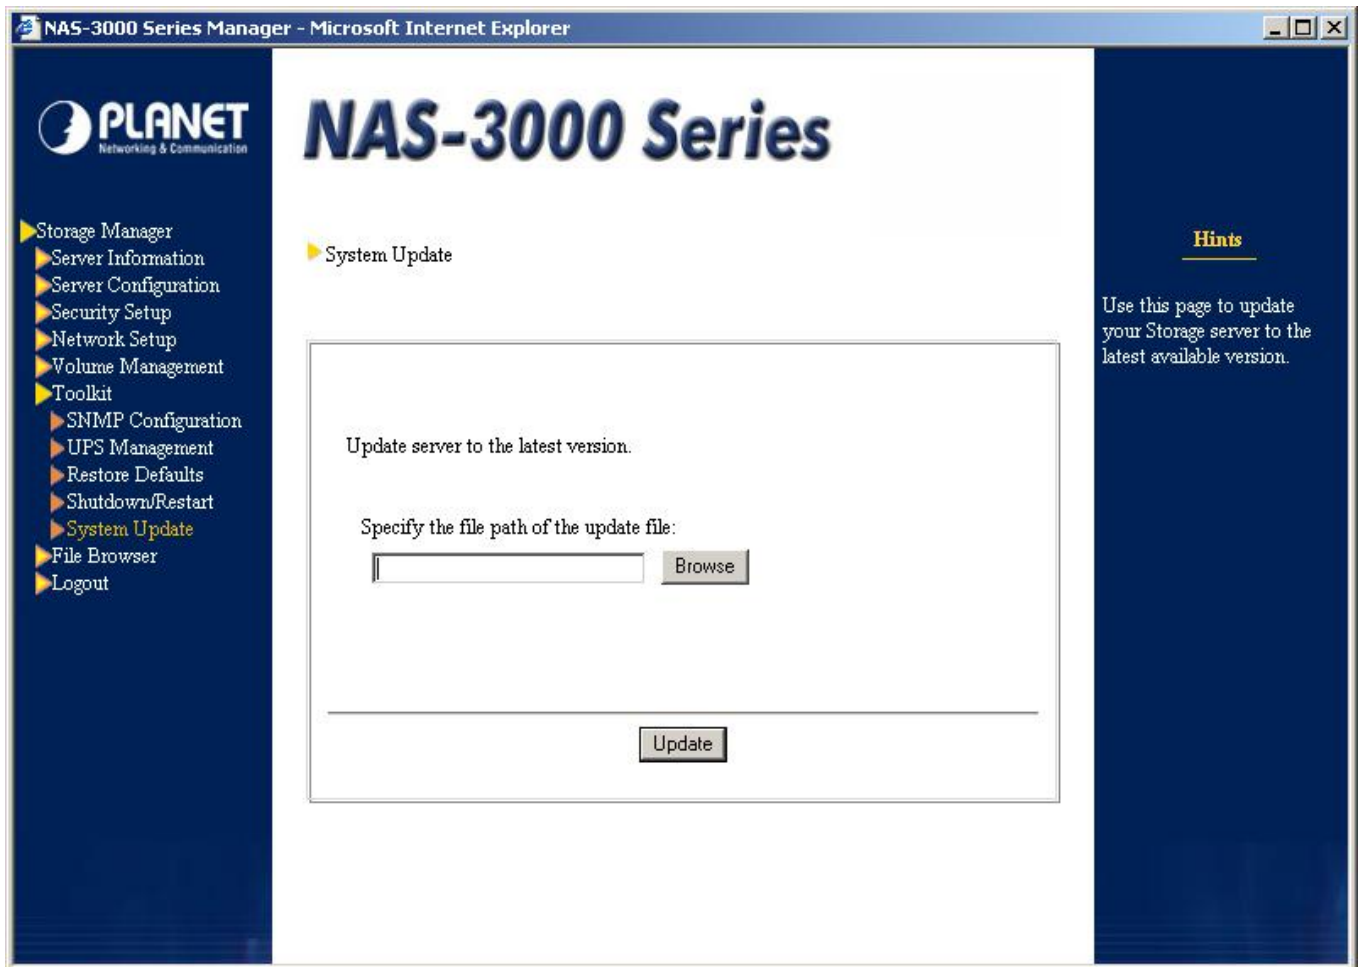 NAS-3000 Series Manager - Microsoft Internet Explorer
PLANET
Networking & Communication
NAS-3000 Series
Storage Manager
Server Information
Server Configuration
Security Setup
Network Setup
Volume Management
Toolkit
SNMP Configuration
UPS Management
Restore Defaults
Shutdown/Restart
System Update
File Browser
Logout
System Update
Update server to the latest version.
Specify the file path of the update file:
Browse
Update
Hints
Use this page to update
your Storage server to the
latest available version.